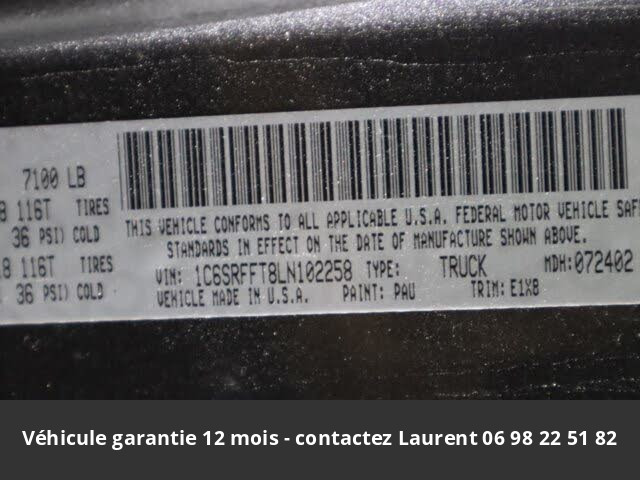 7100 LB
8 116T TIRES
36 PSI) COLD
18 116T TIRES
36 PSI) COLD
THIS VEHICLE CONFORMS TO ALL APPLICABLE U.S.A. FEDERAL MOTOR VEHICLE SAF
STANDARDS IN EFFECT ON THE DATE OF MANUFACTURE SHOWN ABOVE.
VIN: 1C6SRFFT8LN102258 TYPE: TRUCK MDH:072402
VEHICLE MADE IN U.S.A. PAINT: PAU TRIM: E1X8
Véhicule garantie 12 mois - contactez Laurent 06 98 22 51 82